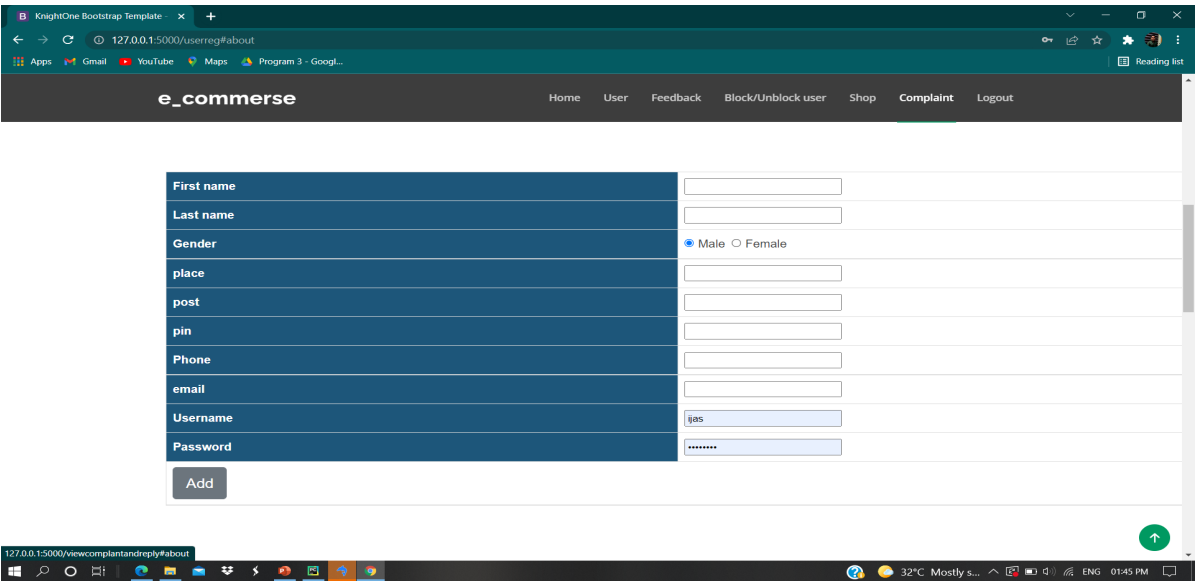 B KnightOne Bootstrap Template -
127.0.0.1:5000/userreg#about
Apps Gmail YouTube Maps Program 3 - Googl... Reading list
e_commerse Home User Feedback Block/Unblock user Shop Complaint Logout
First name
Last name
Gender Male Female
place
post
pin
Phone
email
Username ijas
Password ••••••••
Add
127.0.0.1:5000/viewcomplantandreply#about
32°C Mostly s... ENG 01:45 PM